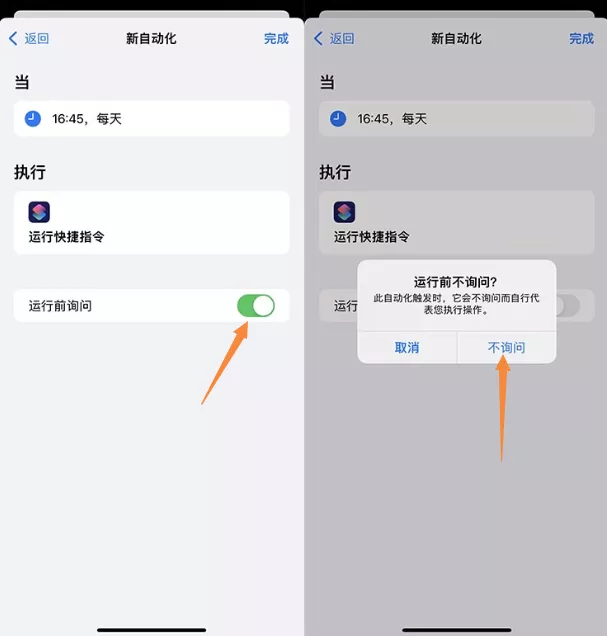 返回
新自动化
完成
当
16:45，每天
执行
运行快捷指令
运行前询问
返回
新自动化
完成
当
16:45，每天
执行
运行快捷指令
运行
运行前不询问?
此自动化触发时，它会不询问而自行代
表您执行操作。
取消
不询问